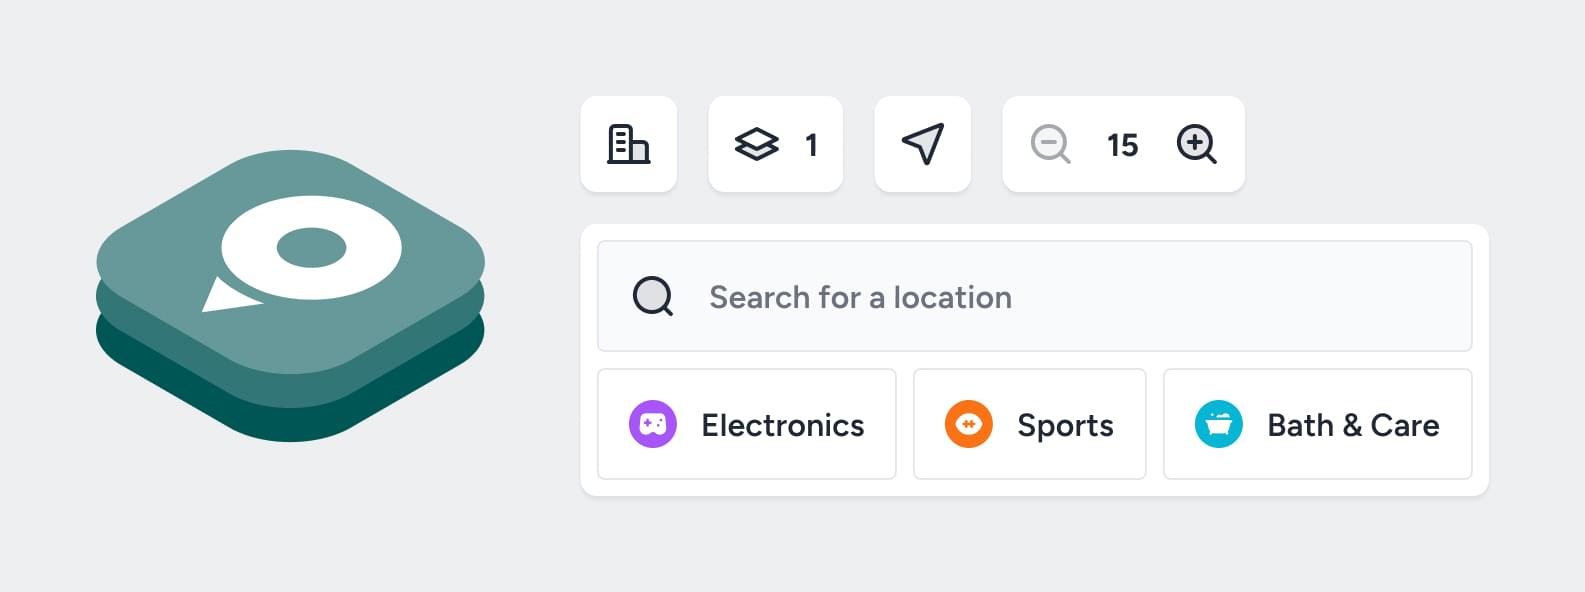 1
15
Search for a location
Electronics
Sports
Bath & Care